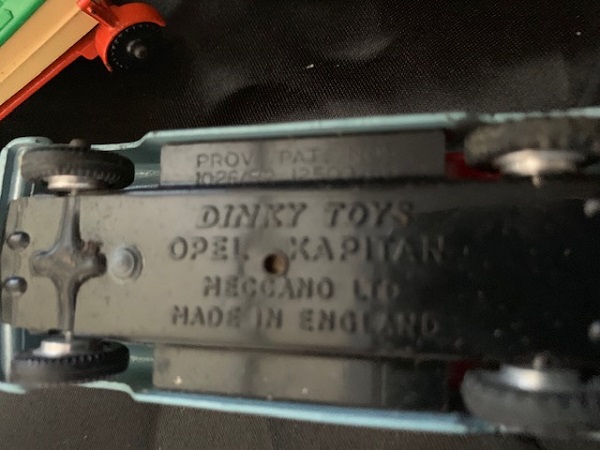 PROV. PAT.
DINKY TOYS
OPEL KAPITAN
MECCANO LTD
MADE IN ENGLAND